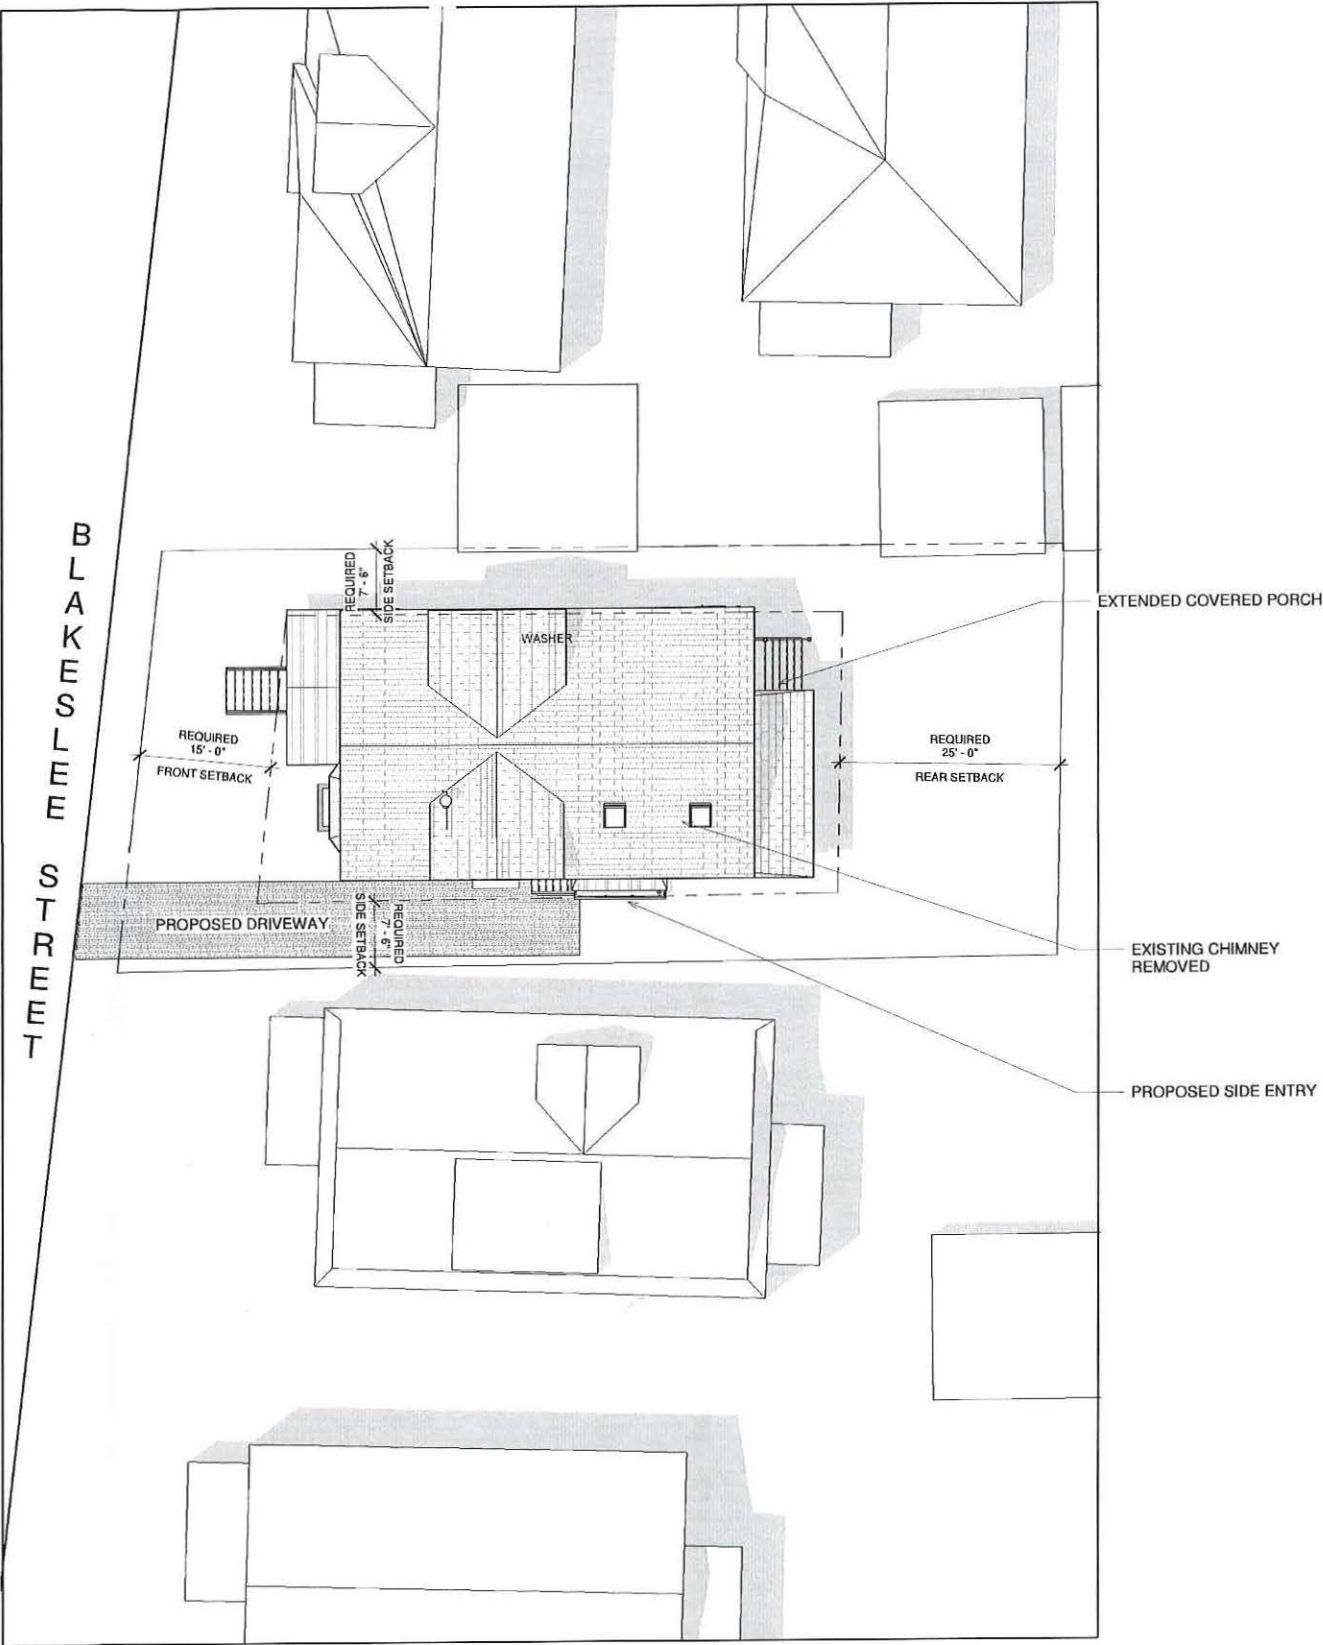 BLAKESLEE STREET
REQUIRED
7' - 6"
SIDE SETBACK
WASHER
EXTENDED COVERED PORCH
REQUIRED
15' - 0"
FRONT SETBACK
REQUIRED
25' - 0"
REAR SETBACK
PROPOSED DRIVEWAY
REQUIRED
7' - 6"
SIDE SETBACK
EXISTING CHIMNEY
REMOVED
PROPOSED SIDE ENTRY